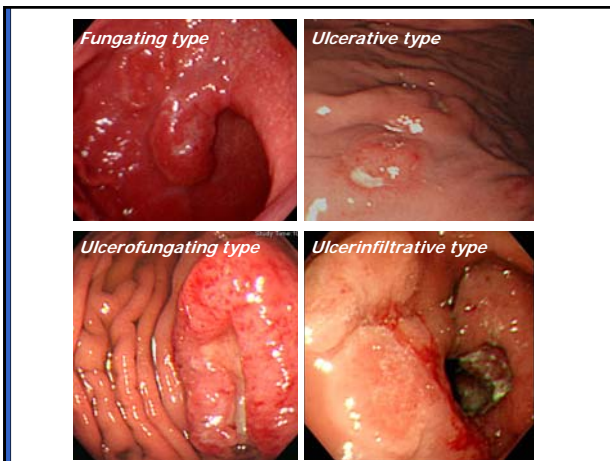 Fungating type
Ulcerative type
Ulcerofungating type
Ulcerinfiltrative type